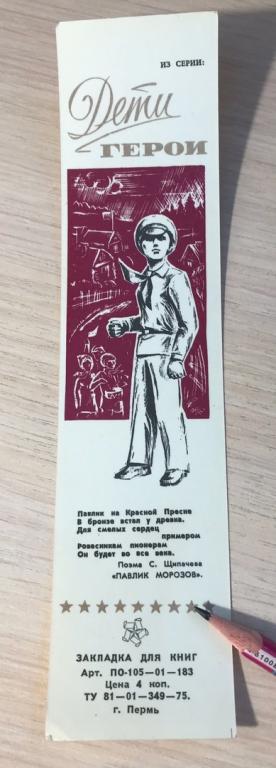 ИЗ СЕРИИ:
Дети
ГЕРОИ
Павлик на Красной Пресне
В бронзе встал у древка.
Для смелых сердец
примером
Ровесникам пионерам
Он будет во все века.
Поэма С. Щипачева
«ПАВЛИК МОРОЗОВ».
ЗАКЛАДКА ДЛЯ КНИГ
Арт. ПО-105—01—183
Цена 4 коп.
ТУ 81—01—349—75.
г. Пермь